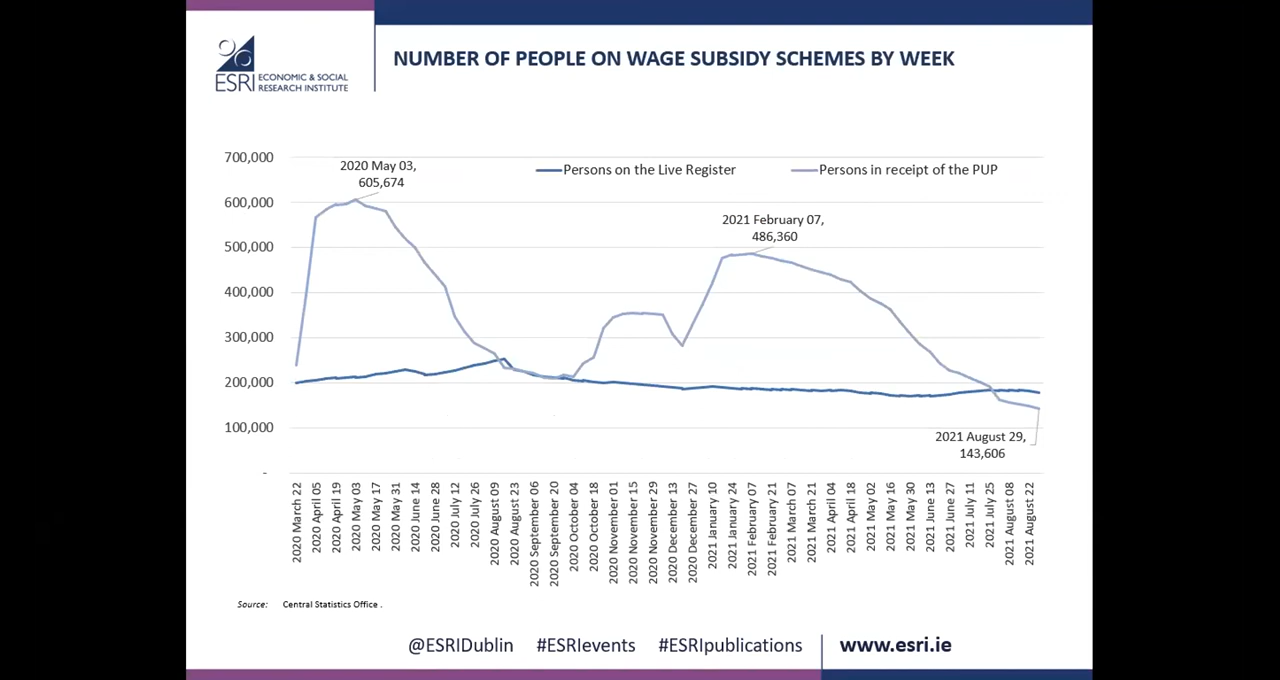 ESRI
ECONOMIC & SOCIAL
RESEARCH INSTITUTE
NUMBER OF PEOPLE ON WAGE SUBSIDY SCHEMES BY WEEK
700,000
600,000
500,000
400,000
300,000
200,000
100,000
-
2020 May 03,
605,674
Persons on the Live Register
Persons in receipt of the PUP
2021 February 07,
486,360
2021 August 29,
143,606
2020 March 22
2020 April 05
2020 April 19
2020 May 03
2020 May 17
2020 May 31
2020 June 14
2020 June 28
2020 July 12
2020 July 26
2020 August 09
2020 August 23
2020 September 06
2020 September 20
2020 October 04
2020 October 18
2020 November 01
2020 November 15
2020 November 29
2020 December 13
2020 December 27
2021 January 10
2021 January 24
2021 February 07
2021 February 21
2021 March 07
2021 March 21
2021 April 04
2021 April 18
2021 May 02
2021 May 16
2021 May 30
2021 June 13
2021 June 27
2021 July 11
2021 July 25
2021 August 08
2021 August 22
Source: Central Statistics Office .
@ESRIDublin #ESRIevents #ESRIpublications www.esri.ie